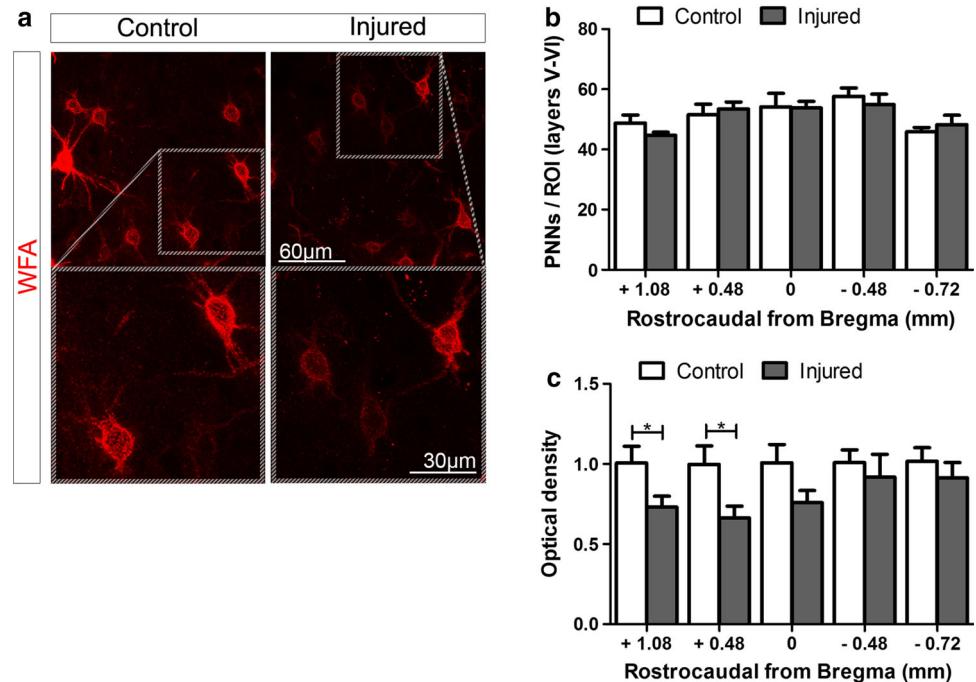 a
Control Injured
WFA
60µm
30µm
b
Control Injured
PNNs / ROI (layers V-VI)
80
60
40
20
0
+ 1.08 + 0.48 0 - 0.48 - 0.72
Rostrocaudal from Bregma (mm)
c
Control Injured
Optical density
1.5
1.0
0.5
0.0
* *
+ 1.08 + 0.48 0 - 0.48 - 0.72
Rostrocaudal from Bregma (mm)